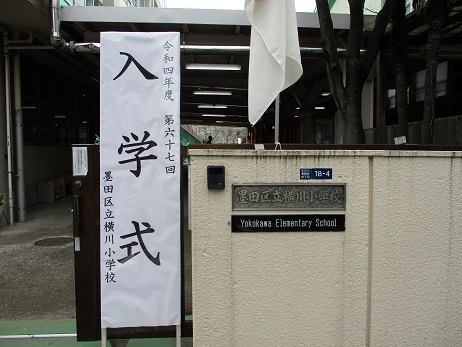 令和四年度 第六十七回
入学式
墨田区立横川小学校
18-4
墨田区立横川小学校
Yokokawa Elementary School